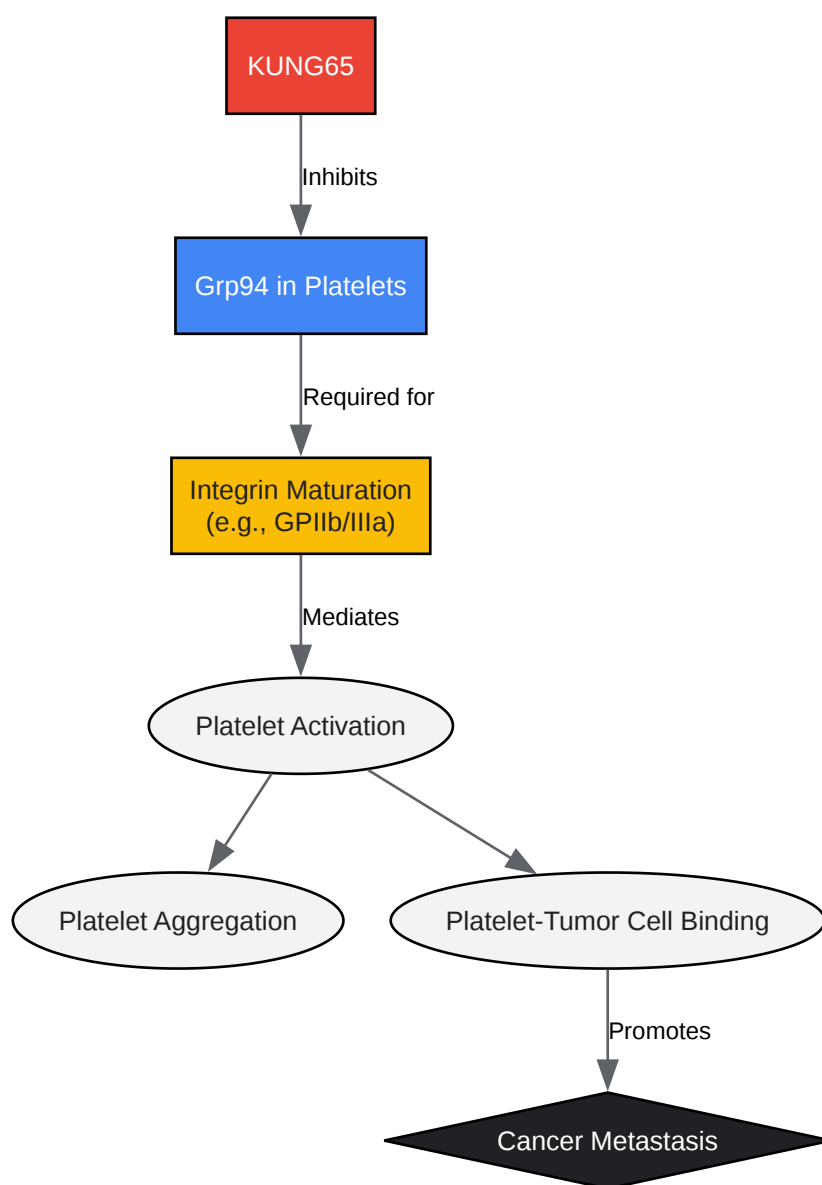 KUNG65
Inhibits
Grp94 in Platelets
Required for
Integrin Maturation
(e.g., GPIIb/IIIa)
Mediates
Platelet Activation
Platelet Aggregation
Platelet-Tumor Cell Binding
Promotes
Cancer Metastasis